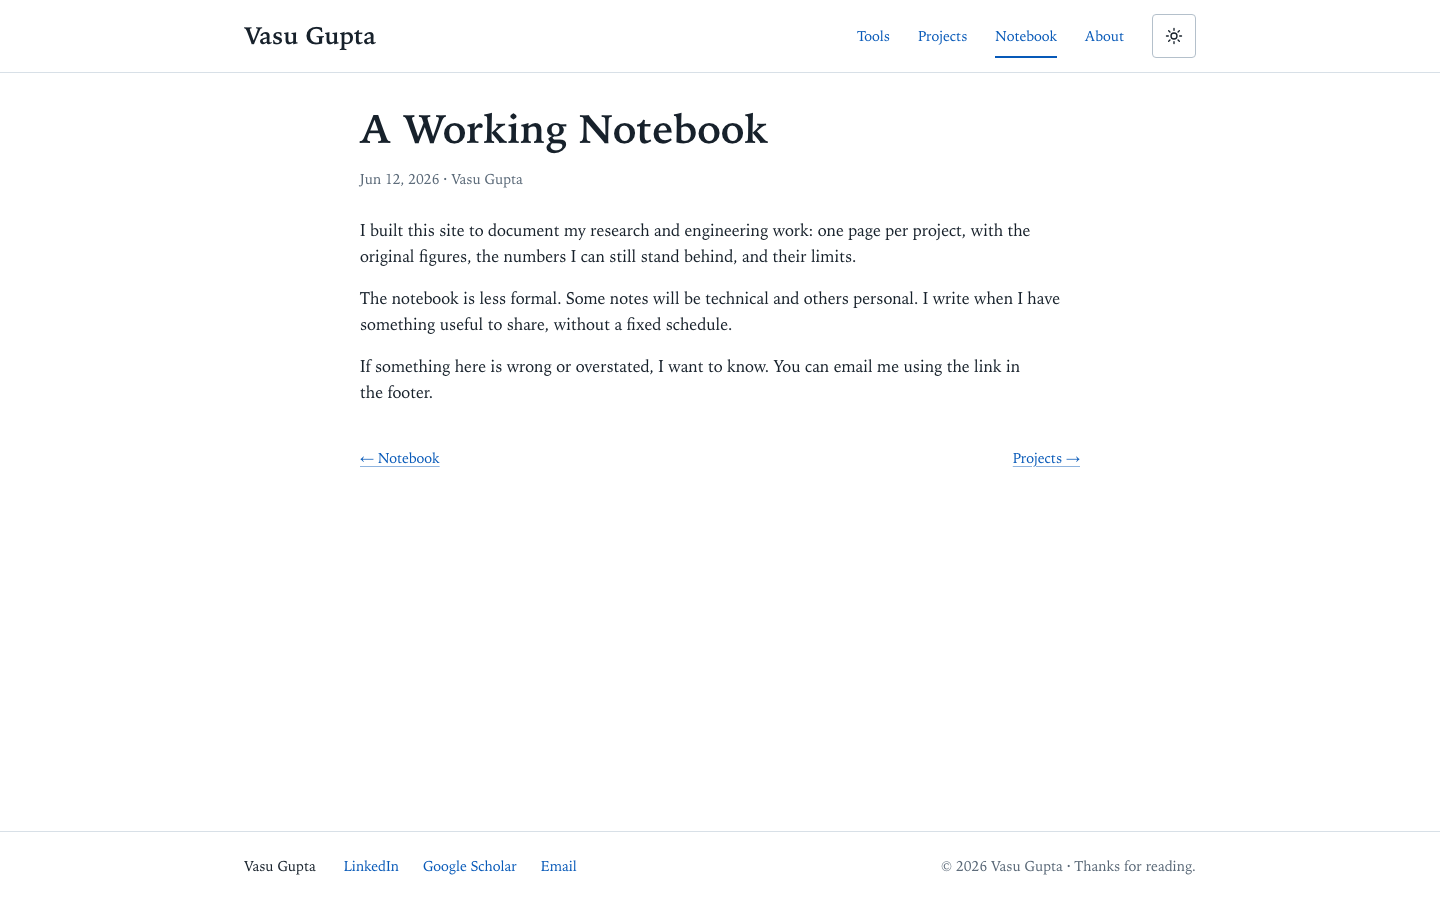 Vasu Gupta
Tools Projects Notebook About
A Working Notebook
Jun 12, 2026 · Vasu Gupta
I built this site to document my research and engineering work: one page per project, with the
original figures, the numbers I can still stand behind, and their limits.
The notebook is less formal. Some notes will be technical and others personal. I write when I have
something useful to share, without a fixed schedule.
If something here is wrong or overstated, I want to know. You can email me using the link in
the footer.
← Notebook
Projects →
Vasu Gupta LinkedIn Google Scholar Email
© 2026 Vasu Gupta · Thanks for reading.